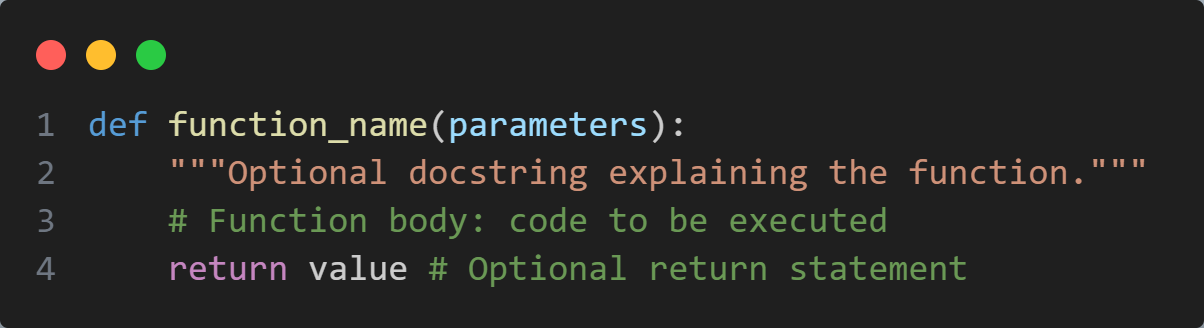 1 def function_name(parameters):
2     """Optional docstring explaining the function."""
3     # Function body: code to be executed
4     return value # Optional return statement